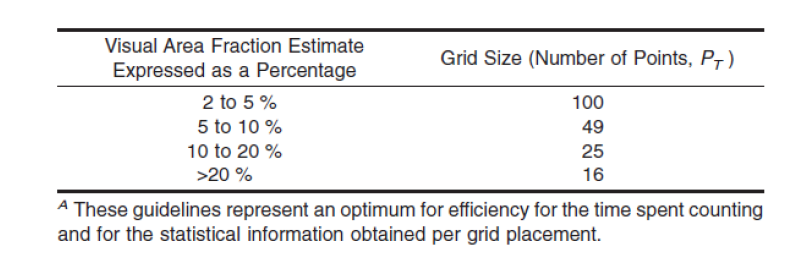 Visual Area Fraction Estimate
Expressed as a Percentage
Grid Size (Number of Points, P_T)
2 to 5 % 100
5 to 10 % 49
10 to 20 % 25
>20 % 16
A These guidelines represent an optimum for efficiency for the time spent counting
and for the statistical information obtained per grid placement.